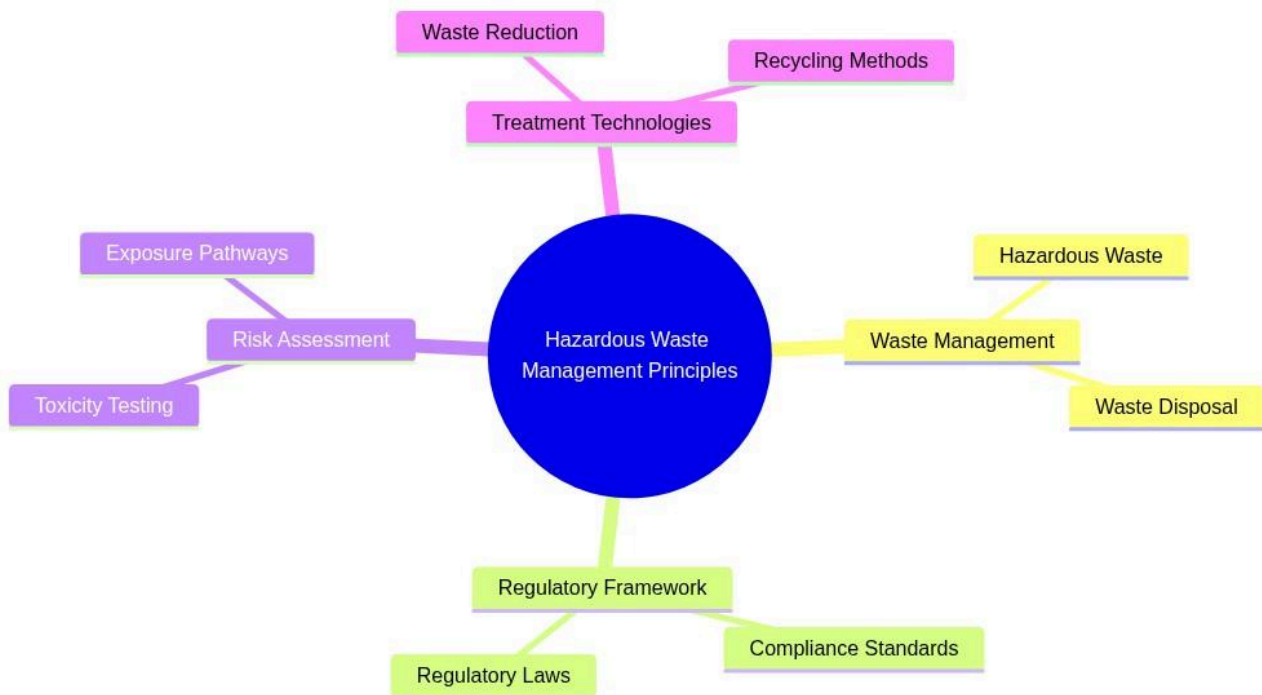 Waste Reduction
Recycling Methods
Treatment Technologies
Exposure Pathways
Hazardous Waste
Risk Assessment
Hazardous Waste
Management Principles
Waste Management
Toxicity Testing
Waste Disposal
Regulatory Framework
Compliance Standards
Regulatory Laws